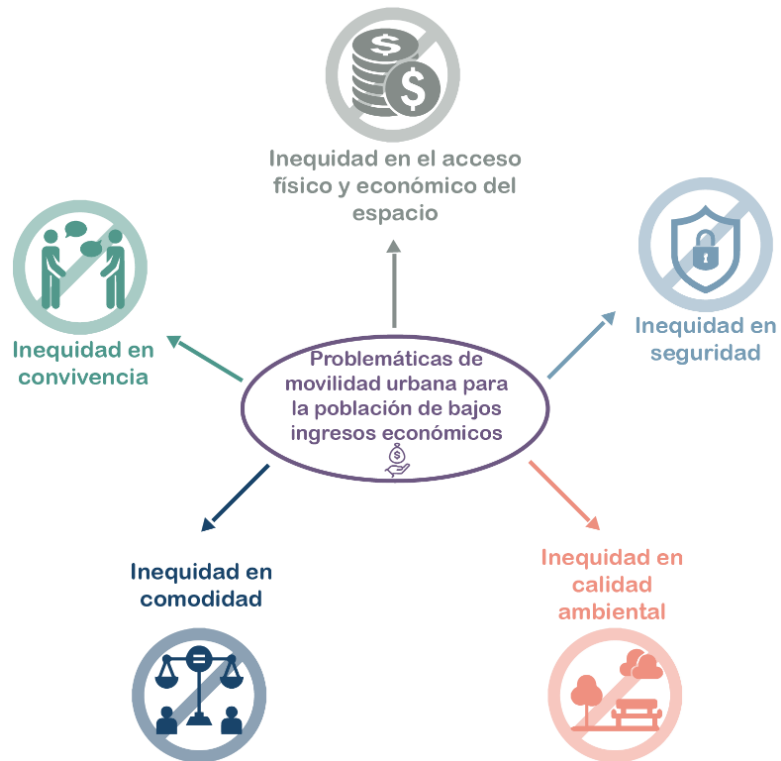 Inequidad en el acceso
físico y económico del
espacio
Inequidad en
convivencia
Inequidad en
seguridad
Problemáticas de
movilidad urbana para
la población de bajos
ingresos económicos
Inequidad en
comodidad
Inequidad en
calidad
ambiental